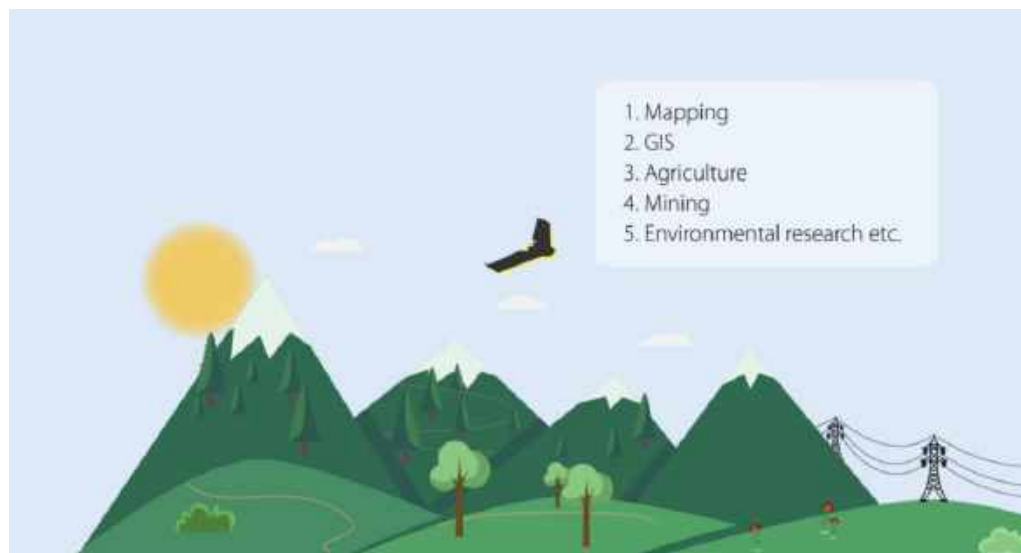 1. Mapping
2. GIS
3. Agriculture
4. Mining
5. Environmental research etc.